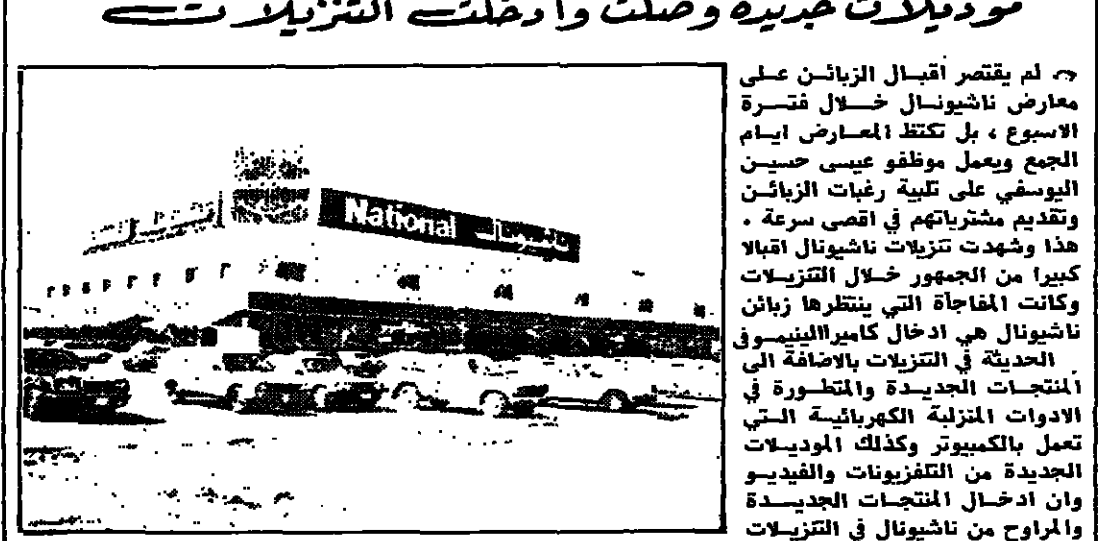 موديلات جديدة وصلت وادخلت التنزيلات
لم يقتصر اقبال الزبائن على
معارض ناشيونال خلال فترة
الاسبوع ، بل تكتظ المعارض ايام
الجمع ويعمل موظفو عيسى حسين
اليوسفي على تلبية رغبات الزبائن
وتقديم مشترياتهم في اقصى سرعة .
هذا وشهدت تنزيلات ناشيونال اقبالا
كبيرا من الجمهور خلال التنزيلات
وكانت المفاجأة التي ينتظرها زبائن
ناشيونال هي ادخال كاميرا الينيموفي
الحديثة في التنزيلات بالاضافة الى
المنتجات الجديدة والمتطورة في
الادوات المنزلية الكهربائية التي
تعمل بالكمبيوتر وكذلك الموديلات
الجديدة من التلفزيونات والفيديو
وان ادخال المنتجات الجديدة
والمراوح من ناشيونال في التنزيلات
National ناشيونال